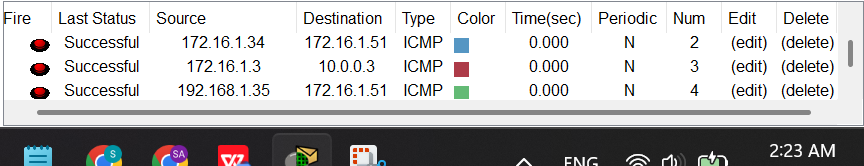 Fire Last Status Source Destination Type Color Time(sec) Periodic Num Edit Delete
Successful 172.16.1.34 172.16.1.51 ICMP 0.000 N 2 (edit) (delete)
Successful 172.16.1.3 10.0.0.3 ICMP 0.000 N 3 (edit) (delete)
Successful 192.168.1.35 172.16.1.51 ICMP 0.000 N 4 (edit) (delete)
S SA
ENG 2:23 AM